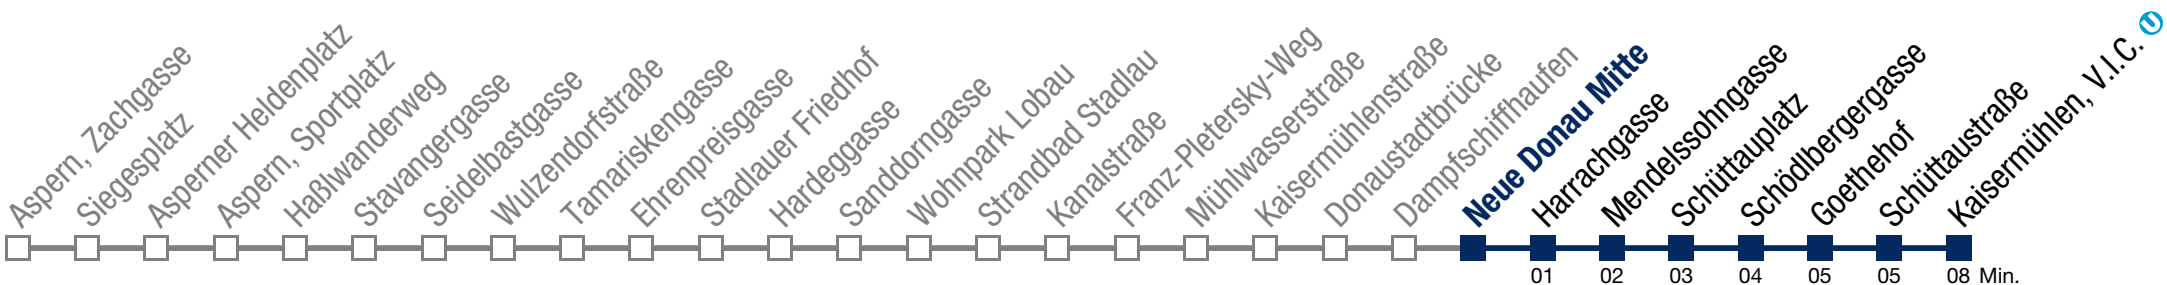 Aspern, Zachgasse
Siegesplatz
Asperner Heldenplatz
Aspern, Sportplatz
Haßlwanderweg
Stavangergasse
Seidelbastgasse
Wulzendorfstraße
Tamariskengasse
Ehrenpreisgasse
Stadlauer Friedhof
Hardeggasse
Sanddorngasse
Wohnpark Lobau
Strandbad Stadlau
Kanalstraße
Franz-Pletersky-Weg
Mühlwasserstraße
Kaisermühlenstraße
Donaustadtbrücke
Dampfschiffhaufen
Neue Donau Mitte
Harrachgasse
Mendelssohngasse
Schüttauplatz
Schödlbergergasse
Goethehof
Schüttaustraße
Kaisermühlen, V.I.C. U
01 02 03 04 05 05 08 Min.